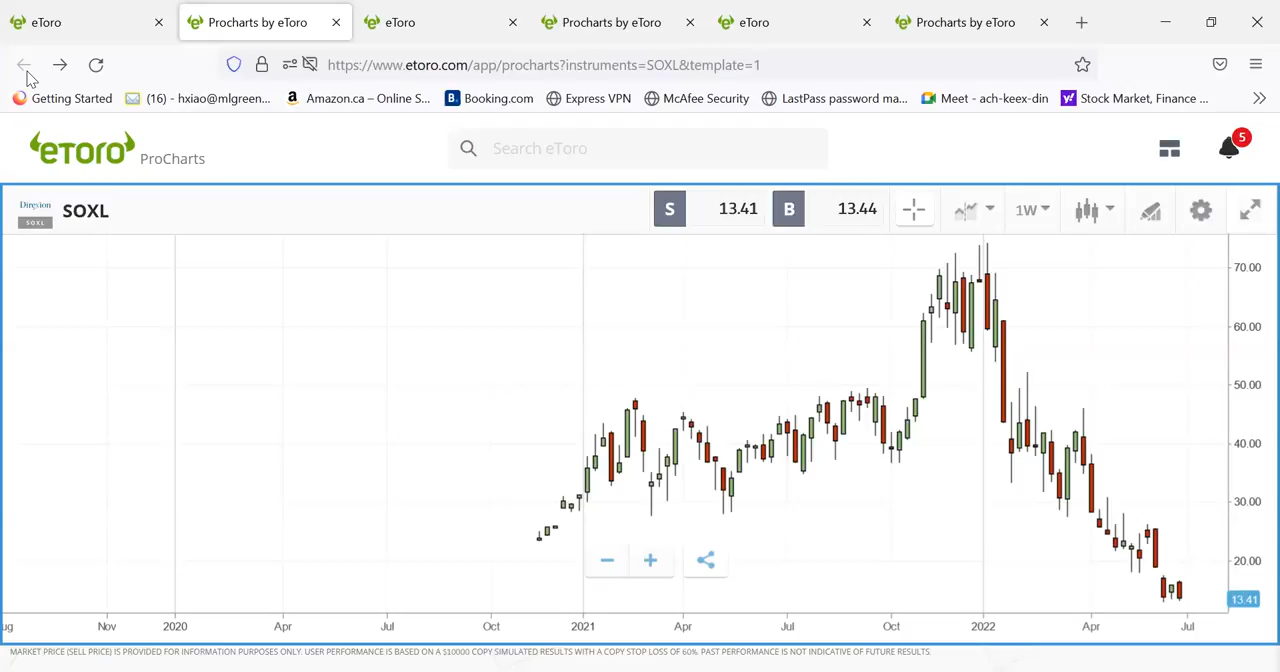 eToro
Procharts by eToro
eToro
Procharts by eToro
eToro
Procharts by eToro
https://www.etoro.com/app/procharts?instruments=SOXL&template=1
Getting Started
(16) - hxiao@mlgreen...
Amazon.ca – Online S...
Booking.com
Express VPN
McAfee Security
LastPass password ma...
Meet - ach-keex-din
Stock Market, Finance ...
eToro ProCharts
Search eToro
5
Direxion
SOXL
SOXL
S 13.41 B 13.44
1W
70.00
60.00
50.00
40.00
30.00
20.00
13.41
ug Nov 2020 Apr Jul Oct 2021 Apr Jul Oct 2022 Apr Jul
MARKET PRICE (SELL PRICE) IS PROVIDED FOR INFORMATION PURPOSES ONLY. USER PERFORMANCE IS BASED ON A $10000 COPY SIMULATED RESULTS WITH A COPY STOP LOSS OF 60%. PAST PERFORMANCE IS NOT INDICATIVE OF FUTURE RESULTS.